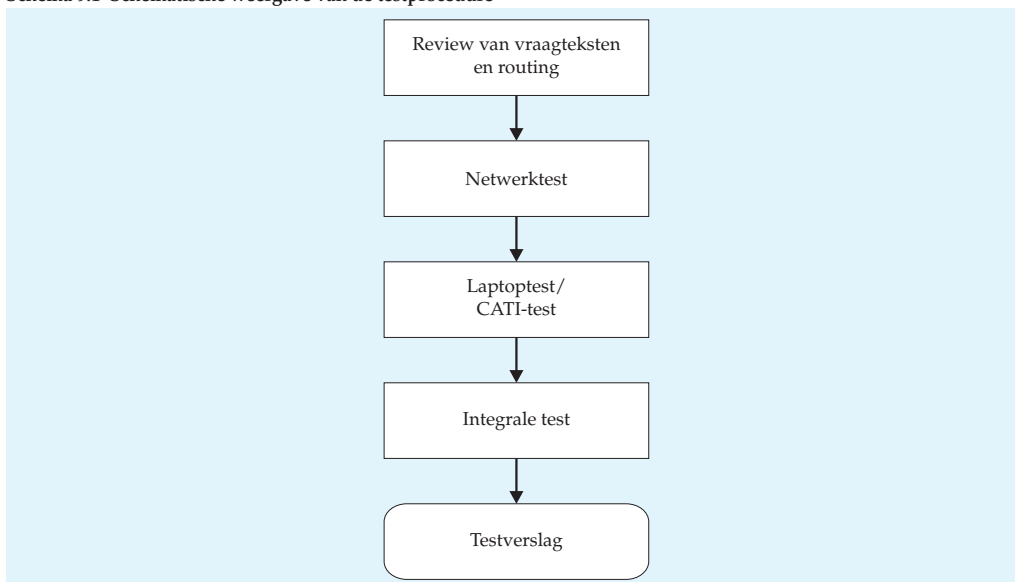 Schema 9.1 Schematische weergave van de testprocedure
Review van vraagteksten
en routing
Netwerktest
Laptoptest/
CATI-test
Integrale test
Testverslag